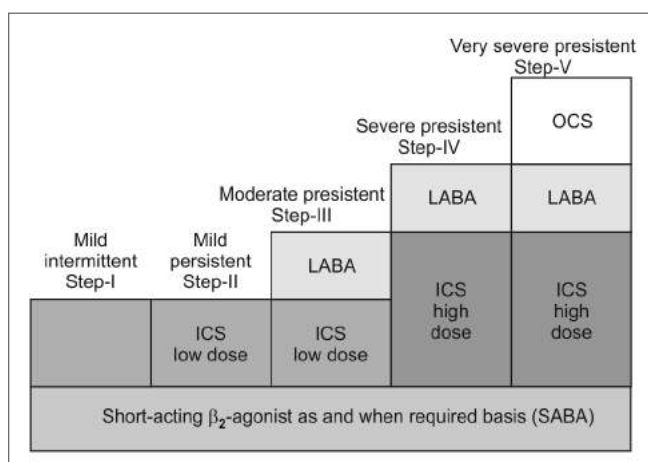 Very severe presistent
Step-V
OCS
Severe presistent
Step-IV
LABA
LABA
Moderate presistent
Step-III
Mild
intermittent
Step-I
Mild
persistent
Step-II
LABA
ICS
high
dose
ICS
high
dose
ICS
low dose
ICS
low dose
Short-acting β₂-agonist as and when required basis (SABA)